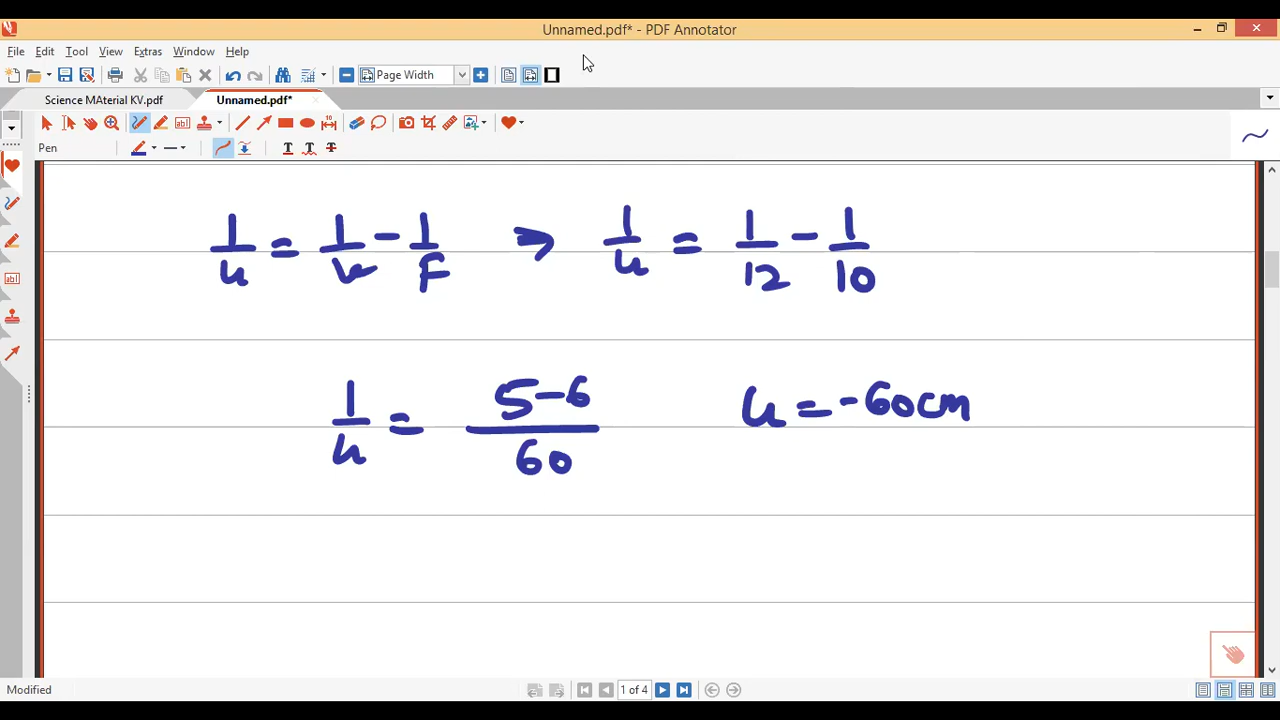 Unnamed.pdf* - PDF Annotator
File Edit Tool View Extras Window Help
Page Width
Science MAterial KV.pdf Unnamed.pdf*
Pen
1/u = 1/v - 1/F ⇒ 1/u = 1/12 - 1/10
1/u = 5-6/60 u = -60cm
1 of 4
Modified